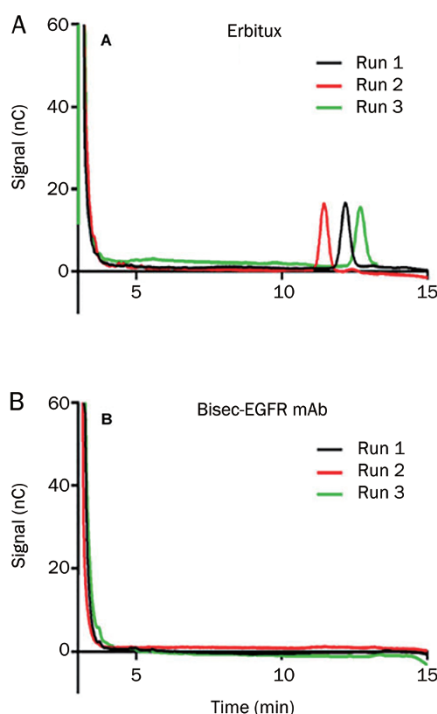 A
A
Erbitux
60
Run 1
Run 2
Run 3
Signal (nC)
40
20
0
5
10
15
B
B
Bisec-EGFR mAb
60
Run 1
Run 2
Run 3
Signal (nC)
40
20
0
5
10
15
Time (min)